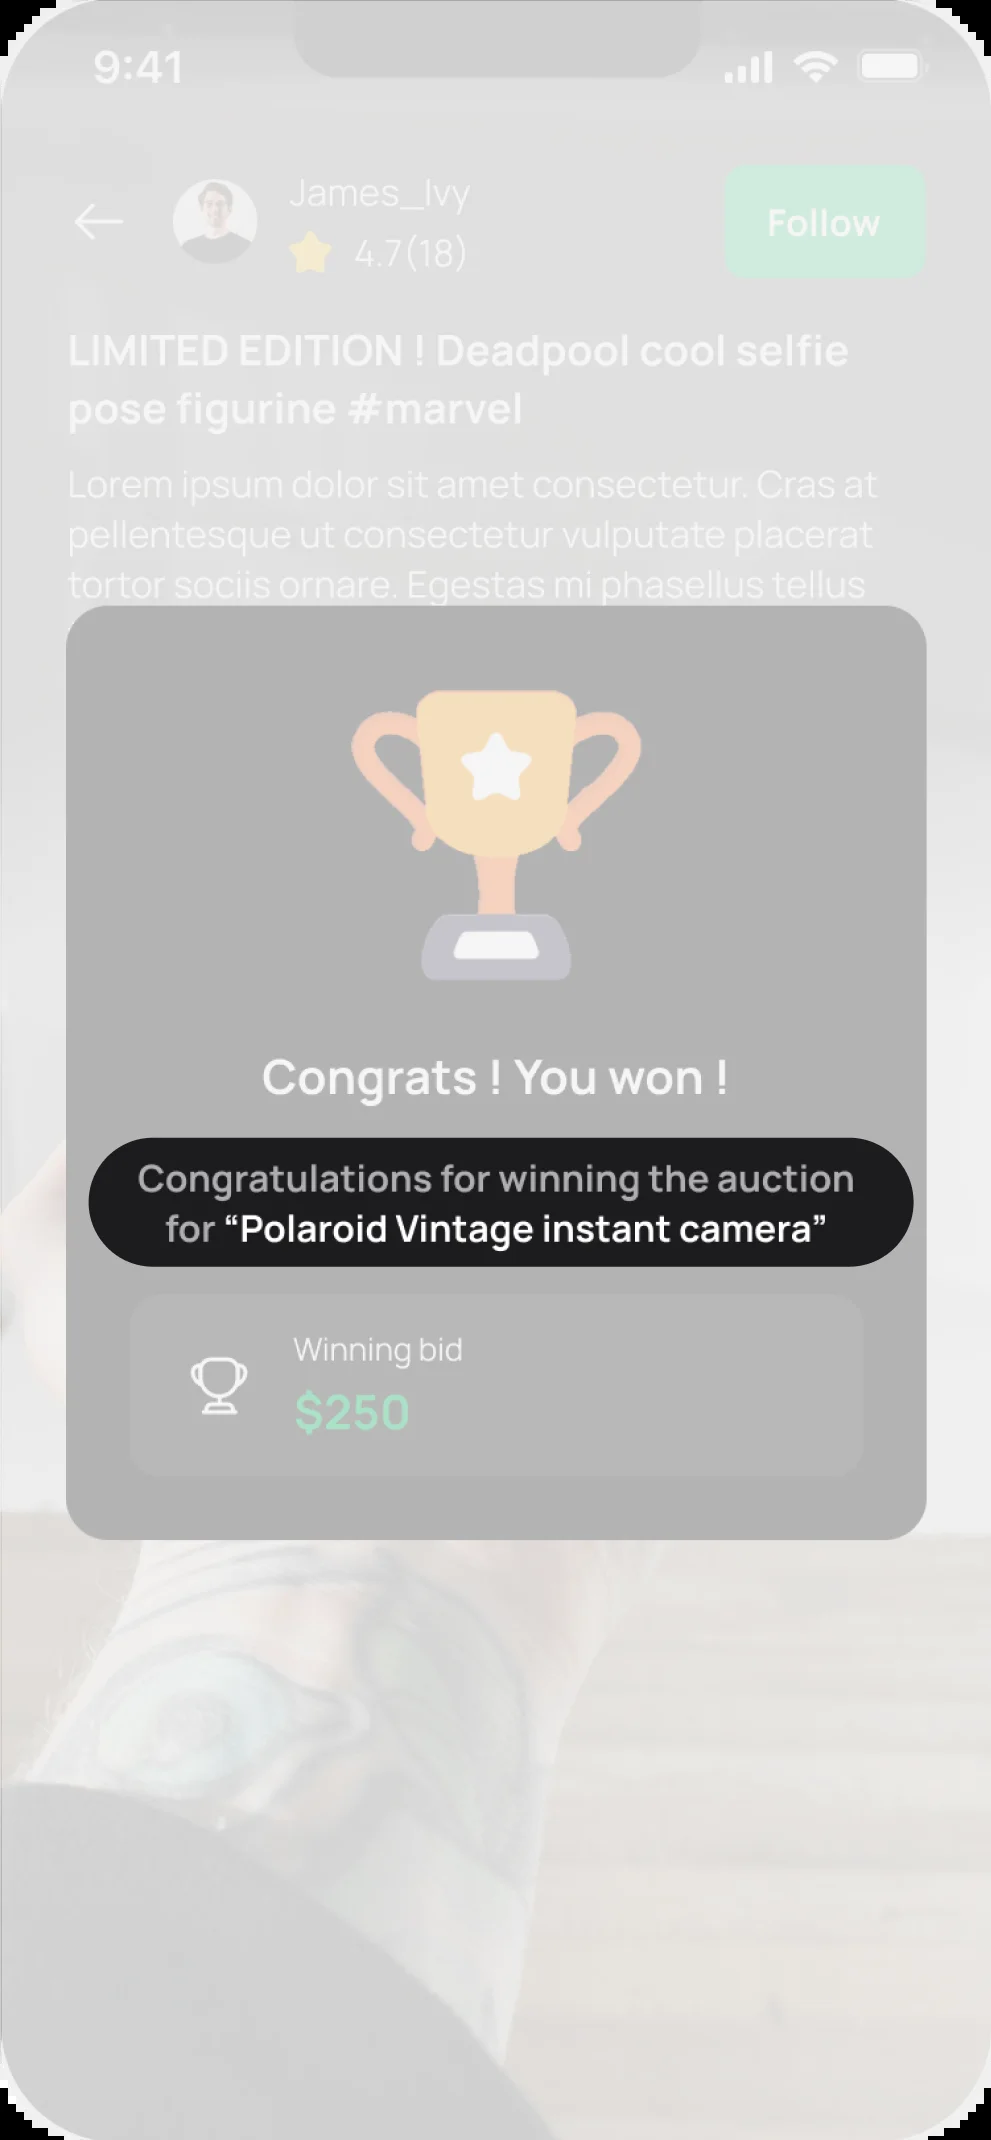 9:41
James_Ivy
Follow
4.7(18)
LIMITED EDITION ! Deadpool cool selfie
pose figurine #marvel
Lorem ipsum dolor sit amet consectetur. Cras at
pellentesque ut consectetur vulputate placerat
tortor sociis ornare. Egestas mi phasellus tellus
Congrats ! You won !
Congratulations for winning the auction
for “Polaroid Vintage instant camera”
Winning bid
$250